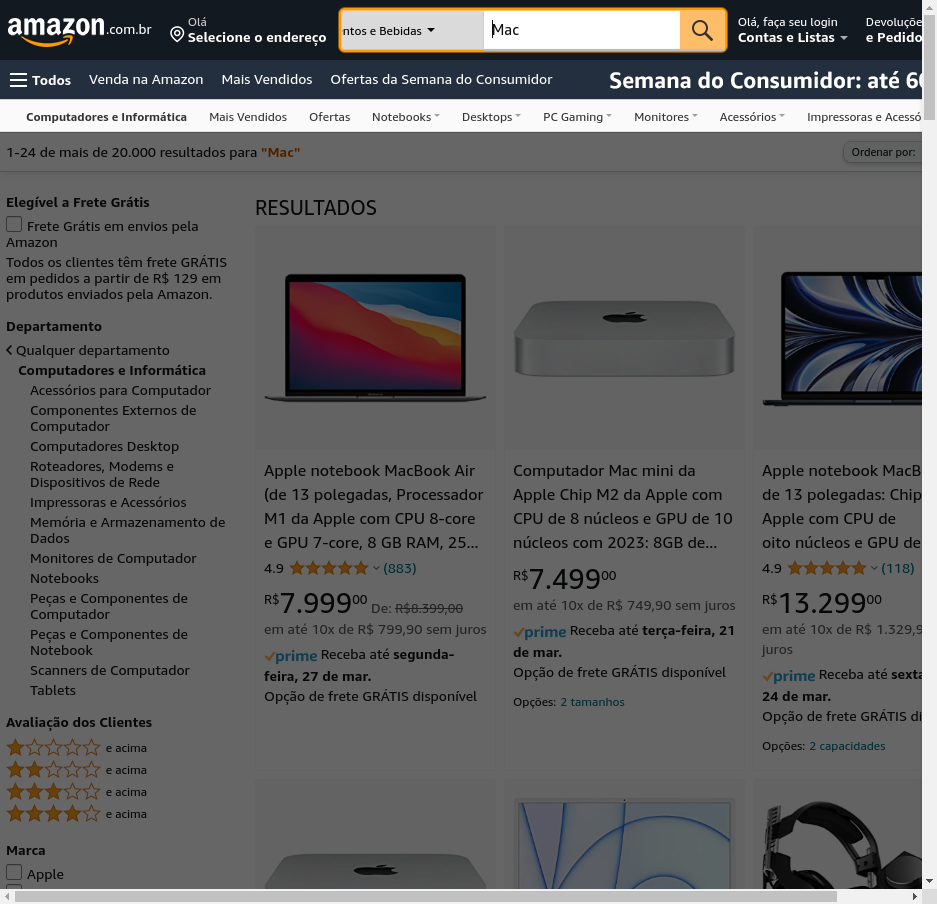 amazon.com.br
Olá
Selecione o endereço
ntos e Bebidas
Mac
Olá, faça seu login
Contas e Listas
Devoluçõe
e Pedido
Todos
Venda na Amazon
Mais Vendidos
Ofertas da Semana do Consumidor
Semana do Consumidor: até 60
Computadores e Informática
Mais Vendidos
Ofertas
Notebooks
Desktops
PC Gaming
Monitores
Acessórios
Impressoras e Acessó
1-24 de mais de 20.000 resultados para "Mac"
Ordenar por:
Elegível a Frete Grátis
Frete Grátis em envios pela
Amazon
Todos os clientes têm frete GRÁTIS
em pedidos a partir de R$ 129 em
produtos enviados pela Amazon.
Departamento
Qualquer departamento
Computadores e Informática
Acessórios para Computador
Componentes Externos de
Computador
Computadores Desktop
Roteadores, Modems e
Dispositivos de Rede
Impressoras e Acessórios
Memória e Armazenamento de
Dados
Monitores de Computador
Notebooks
Peças e Componentes de
Computador
Peças e Componentes de
Notebook
Scanners de Computador
Tablets
Avaliação dos Clientes
e acima
e acima
e acima
e acima
Marca
Apple
RESULTADOS
Apple notebook MacBook Air
(de 13 polegadas, Processador
M1 da Apple com CPU 8-core
e GPU 7-core, 8 GB RAM, 25...
4.9 (883)
R$7.99900 De: R$8.399,00
em até 10x de R$ 799,90 sem juros
prime Receba até segunda-
feira, 27 de mar.
Opção de frete GRÁTIS disponível
Computador Mac mini da
Apple Chip M2 da Apple com
CPU de 8 núcleos e GPU de 10
núcleos com 2023: 8GB de...
R$7.49900
em até 10x de R$ 749,90 sem juros
prime Receba até terça-feira, 21
de mar.
Opção de frete GRÁTIS disponível
Opções: 2 tamanhos
Apple notebook MacB
de 13 polegadas: Chip
Apple com CPU de
oito núcleos e GPU de
4.9 (118)
R$13.29900
em até 10x de R$ 1.329,9
juros
prime Receba até sexta
24 de mar.
Opção de frete GRÁTIS di
Opções: 2 capacidades